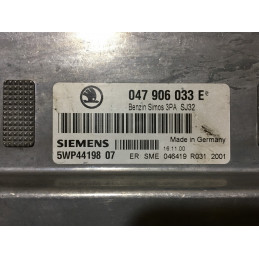 047 906 033 E
Benzin Simos 3PA SJ32
Made in Germany
SIEMENS
16.11.00
5WP44198 07
ER SME 046419 R031 2001